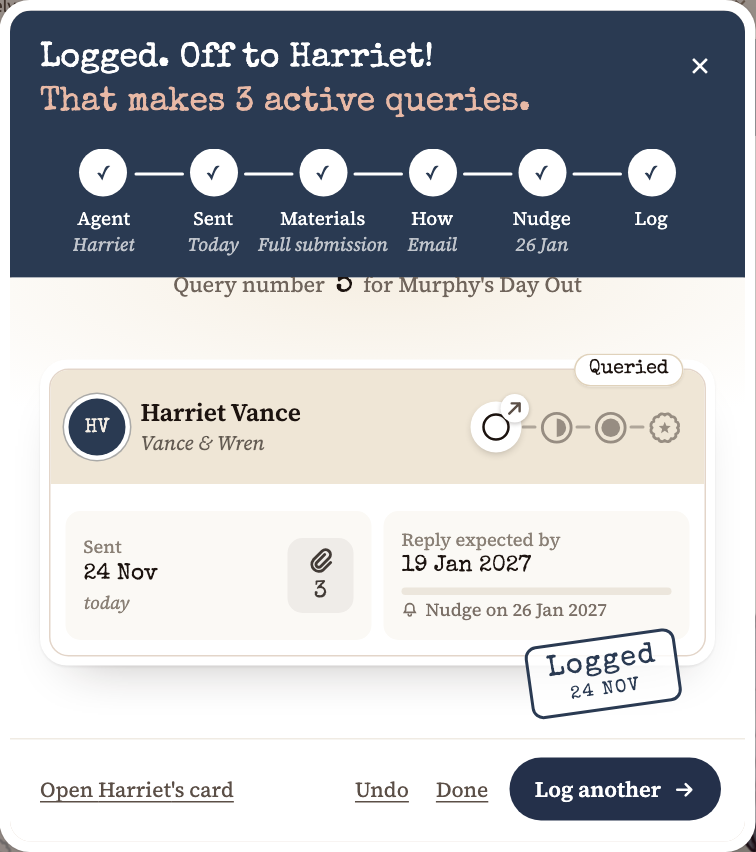 Logged. Off to Harriet!
That makes 3 active queries.
Agent Sent Materials How Nudge Log
Harriet Today Full submission Email 26 Jan
Query number 5 for Murphy's Day Out
Queried
HV
Harriet Vance
Vance & Wren
Sent
24 Nov
today
3
Reply expected by
19 Jan 2027
Nudge on 26 Jan 2027
Logged
24 NOV
Open Harriet's card
Undo
Done
Log another →